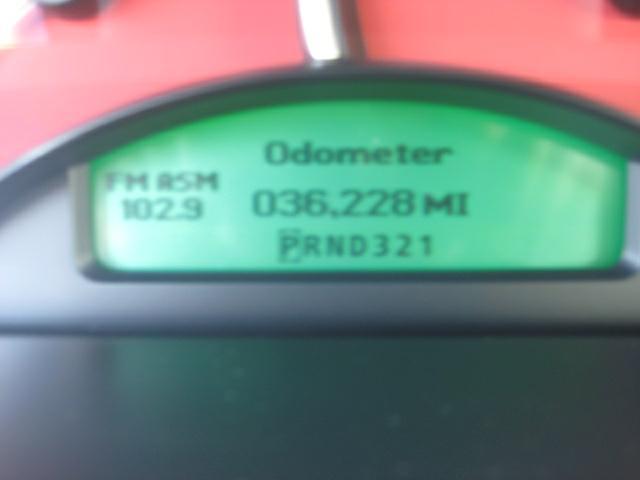 Odometer
FM ASM
102.9 036,228 MI
PRND321